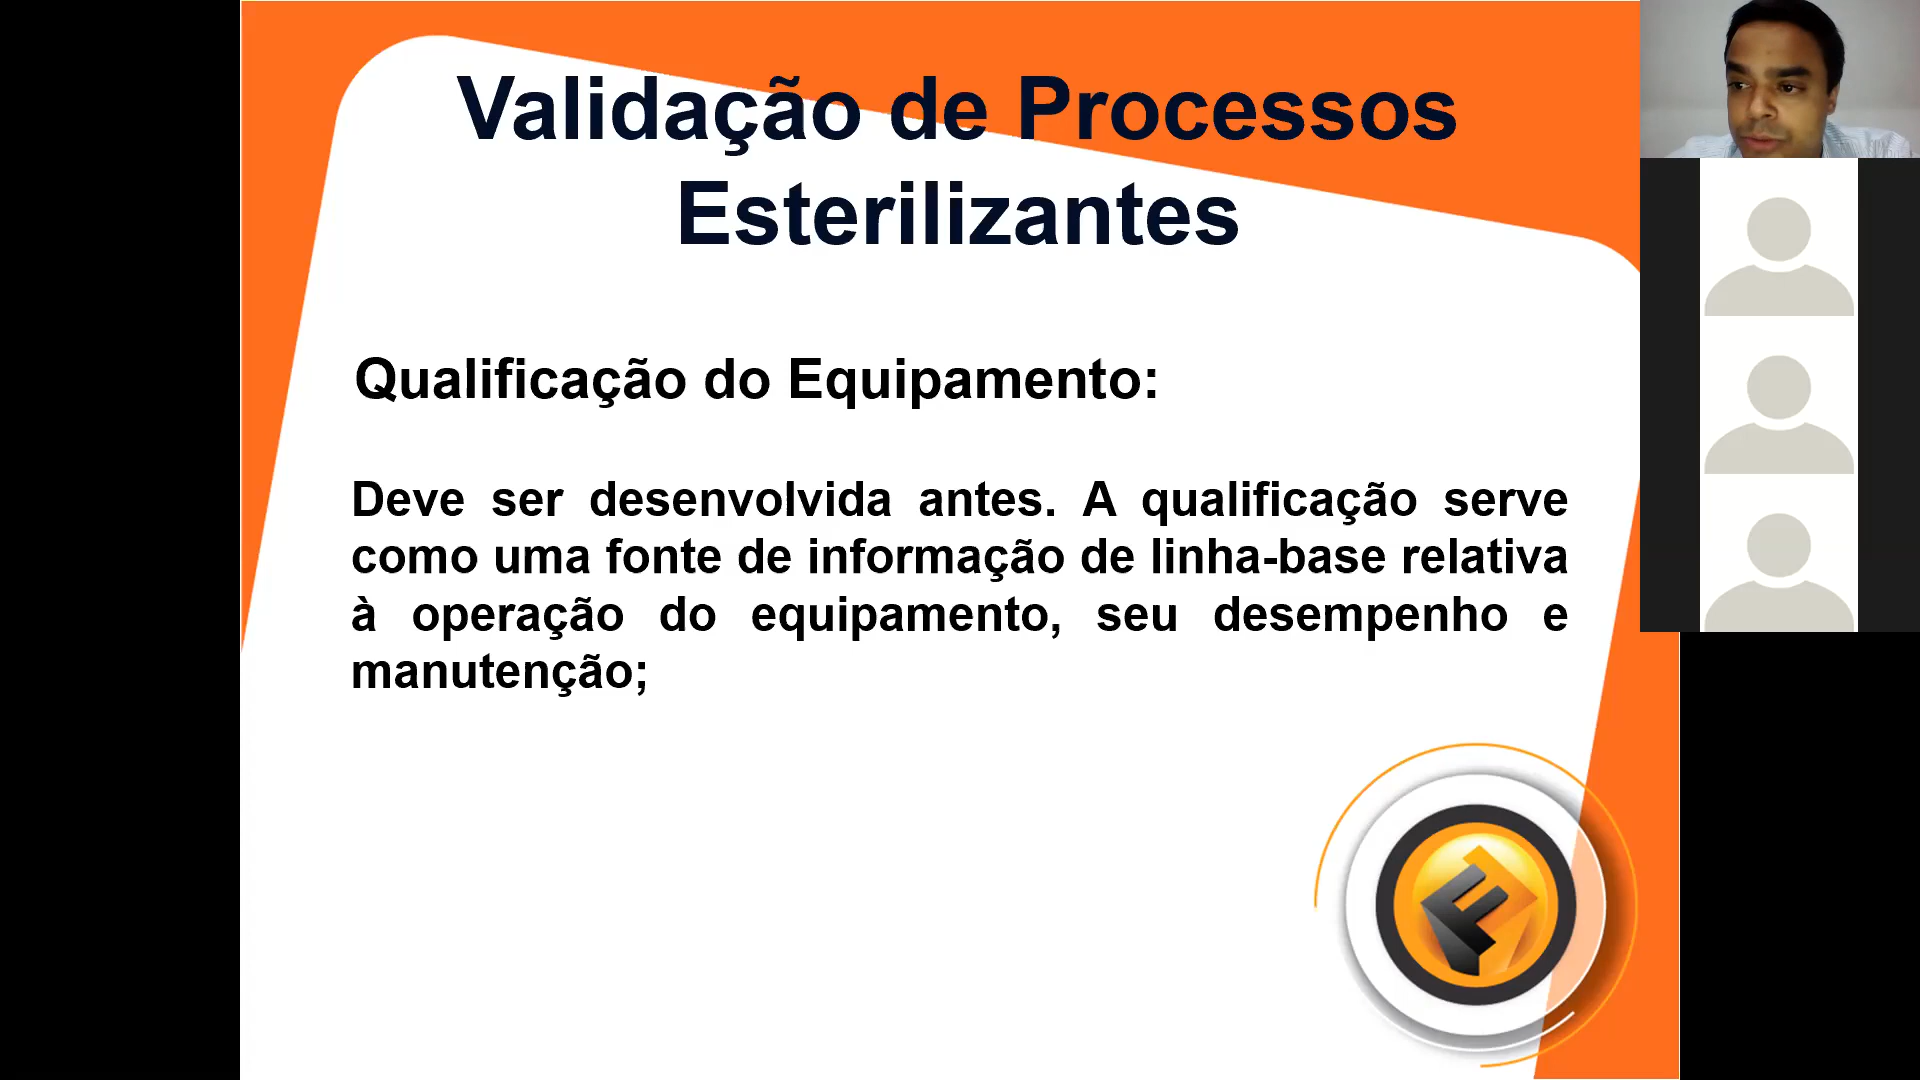 Validação de Processos
Esterilizantes
Qualificação do Equipamento:
Deve ser desenvolvida antes. A qualificação serve
como uma fonte de informação de linha-base relativa
à operação do equipamento, seu desempenho e
manutenção;